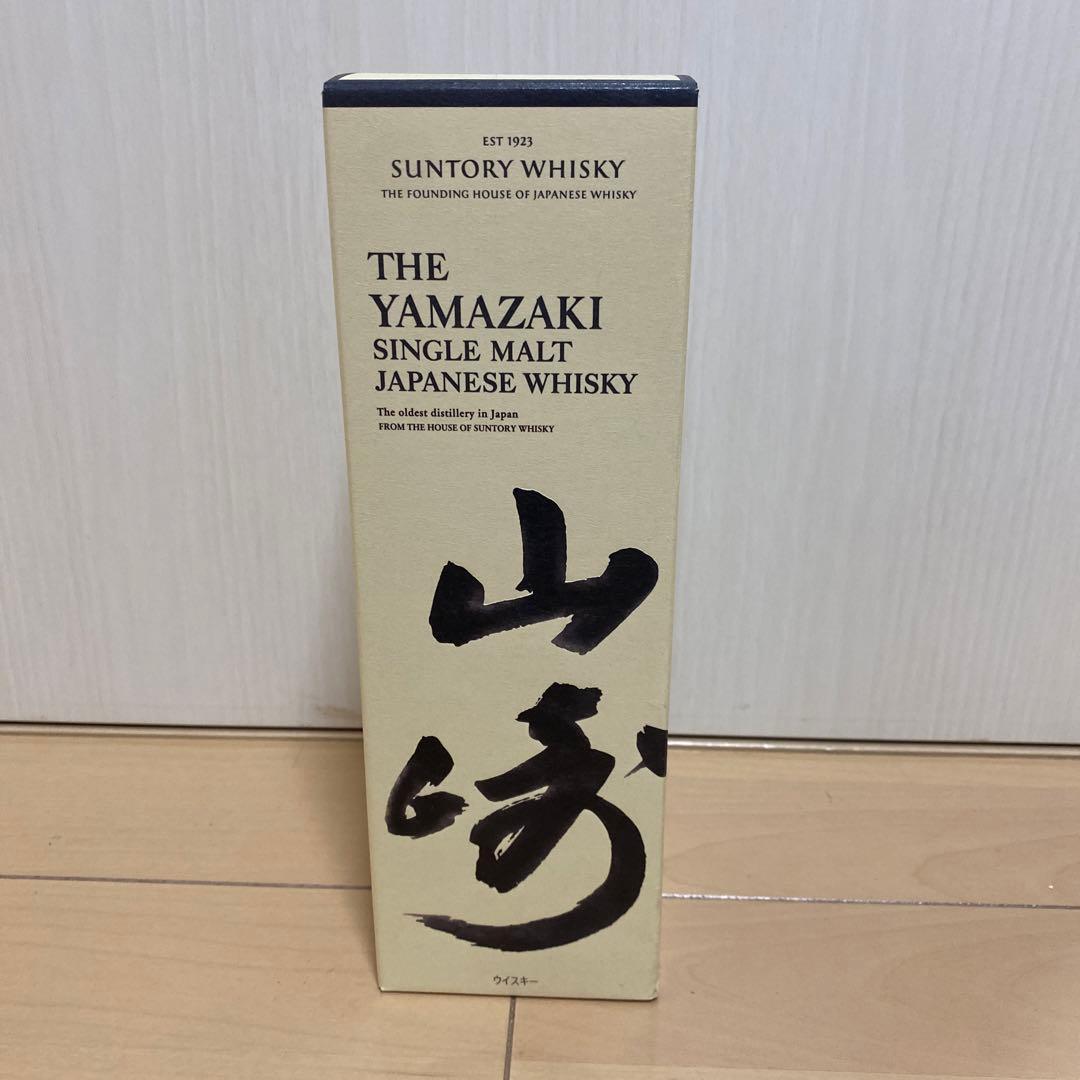 EST 1923
SUNTORY WHISKY
THE FOUNDING HOUSE OF JAPANESE WHISKY
THE
YAMAZAKI
SINGLE MALT
JAPANESE WHISKY
The oldest distillery in Japan
FROM THE HOUSE OF SUNTORY WHISKY
山
崎
ウイスキー